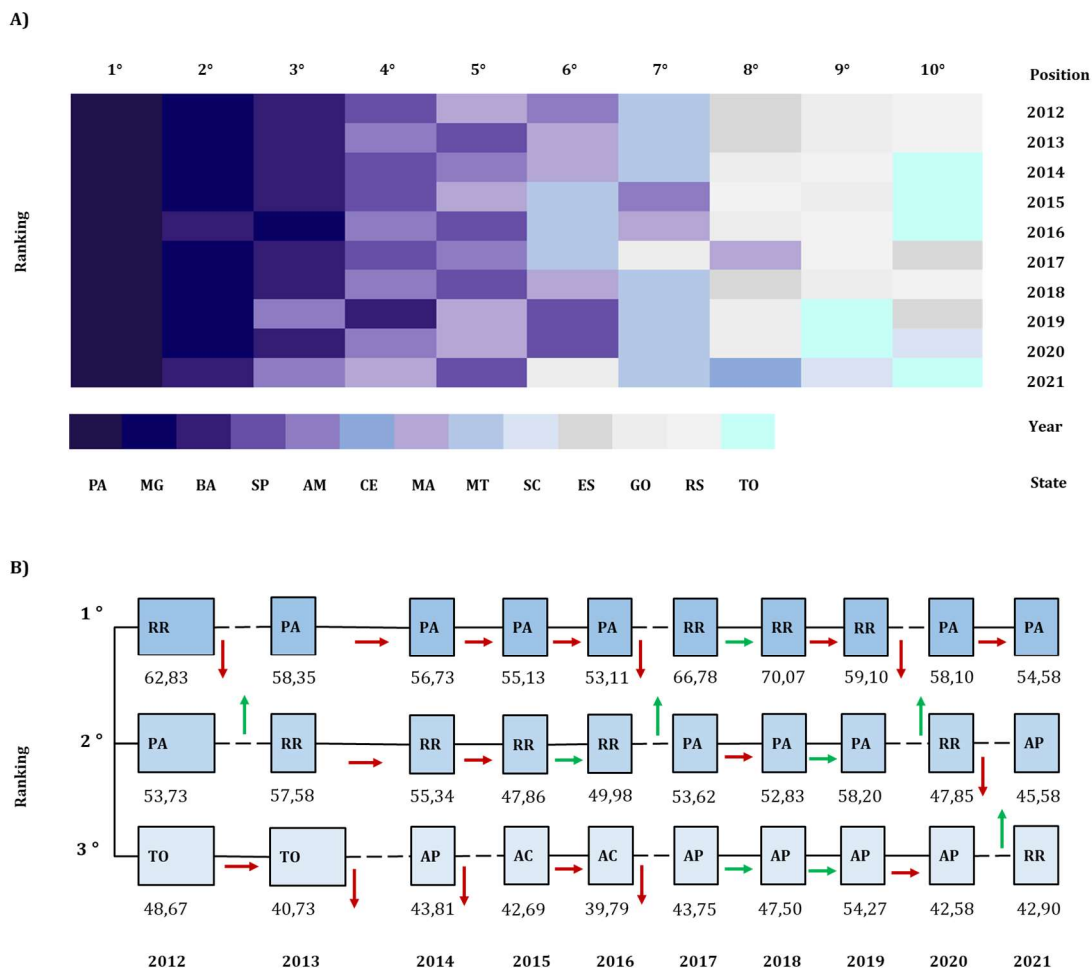 A)
1° 2° 3° 4° 5° 6° 7° 8° 9° 10° Position
Ranking
2012
2013
2014
2015
2016
2017
2018
2019
2020
2021
Year
PA MG BA SP AM CE MA MT SC ES GO RS TO State
B)
Ranking
1 ° RR PA PA PA PA RR RR RR PA PA
62,83 58,35 56,73 55,13 53,11 66,78 70,07 59,10 58,10 54,58
2 ° PA RR RR RR RR PA PA PA RR AP
53,73 57,58 55,34 47,86 49,98 53,62 52,83 58,20 47,85 45,58
3 ° TO TO AP AC AC AP AP AP AP RR
48,67 40,73 43,81 42,69 39,79 43,75 47,50 54,27 42,58 42,90
2012 2013 2014 2015 2016 2017 2018 2019 2020 2021